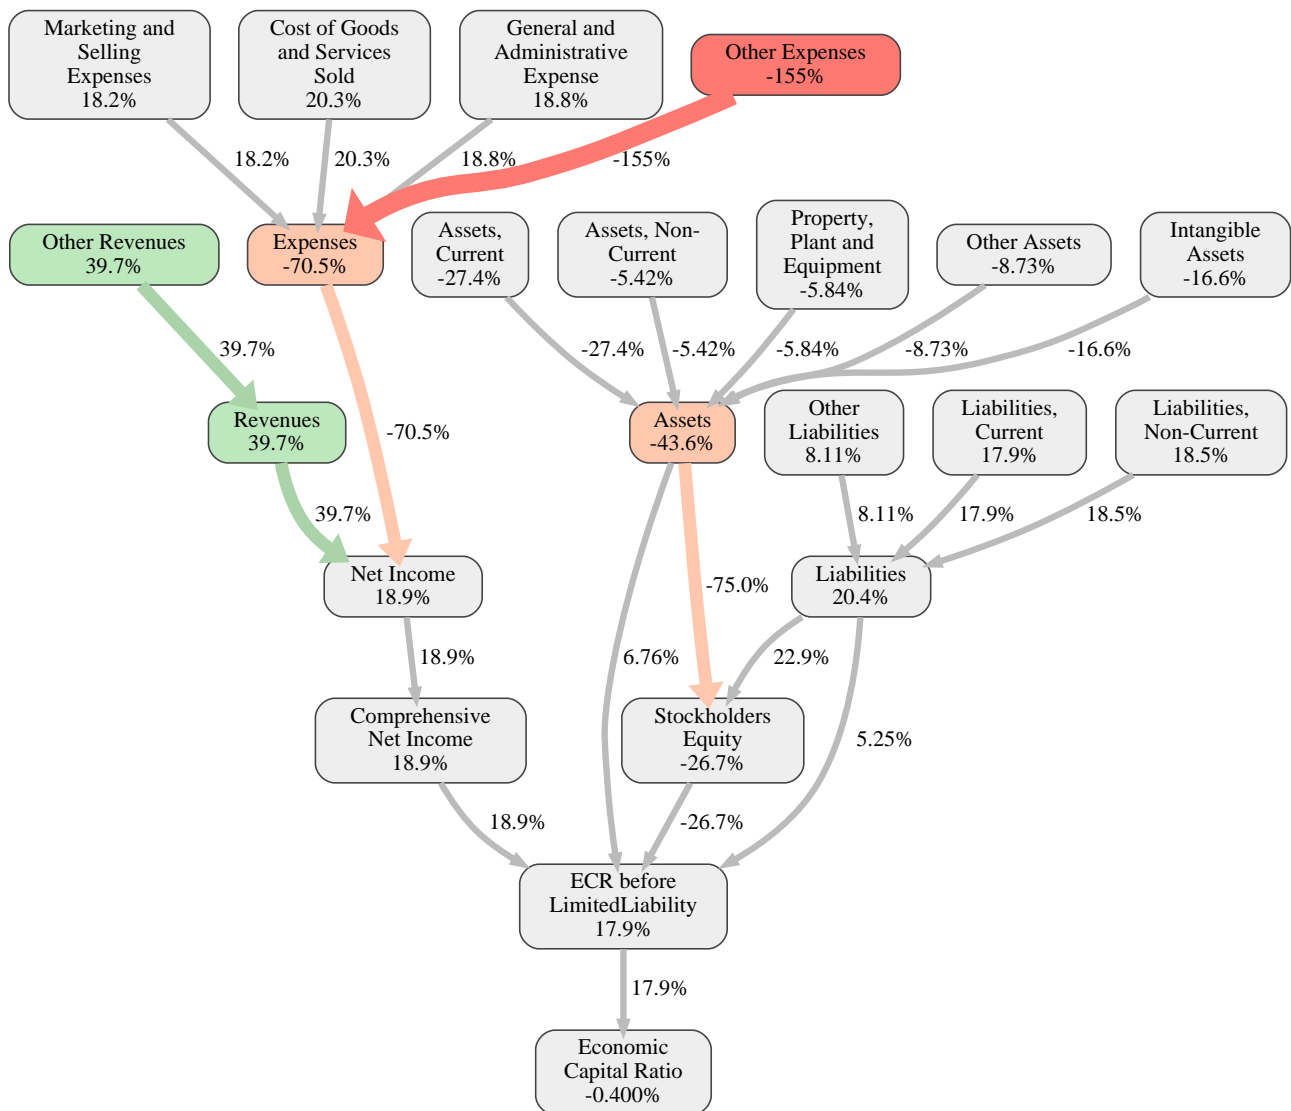 Marketing and
Selling
Expenses
18.2%
Cost of Goods
and Services
Sold
20.3%
General and
Administrative
Expense
18.8%
Other Expenses
-155%
18.2%
20.3%
18.8%
-155%
Other Revenues
39.7%
Expenses
-70.5%
Assets,
Current
-27.4%
Assets, Non-
Current
-5.42%
Property,
Plant and
Equipment
-5.84%
Other Assets
-8.73%
Intangible
Assets
-16.6%
39.7%
-27.4%
-5.42%
-5.84%
-8.73%
-16.6%
Revenues
39.7%
-70.5%
Assets
-43.6%
Other
Liabilities
8.11%
Liabilities,
Current
17.9%
Liabilities,
Non-Current
18.5%
39.7%
8.11%
17.9%
18.5%
Net Income
18.9%
-75.0%
Liabilities
20.4%
18.9%
6.76%
22.9%
Comprehensive
Net Income
18.9%
Stockholders
Equity
-26.7%
5.25%
18.9%
-26.7%
ECR before
LimitedLiability
17.9%
17.9%
Economic
Capital Ratio
-0.400%